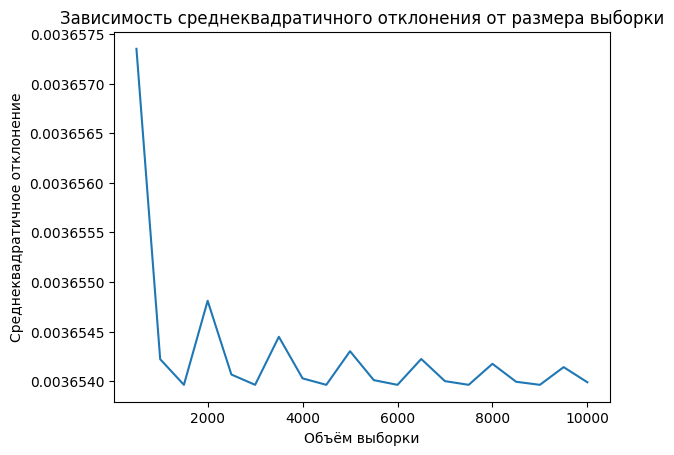 Зависимость среднеквадратичного отклонения от размера выборки
0.0036575
0.0036570
0.0036565
0.0036560
0.0036555
0.0036550
0.0036545
0.0036540
Среднеквадратичное отклонение
2000 4000 6000 8000 10000
Объём выборки